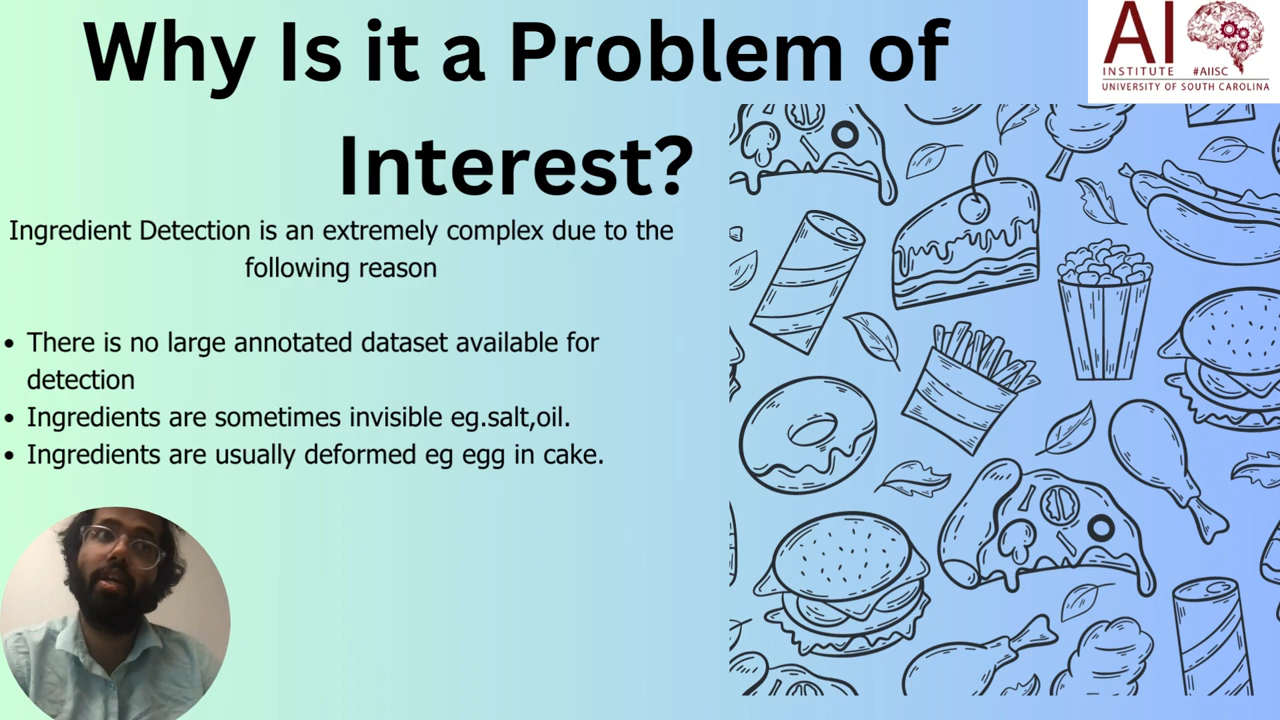 Why Is it a Problem of
Interest?
AI
INSTITUTE #AIISC
UNIVERSITY OF SOUTH CAROLINA
Ingredient Detection is an extremely complex due to the
following reason
• There is no large annotated dataset available for
detection
• Ingredients are sometimes invisible eg.salt,oil.
• Ingredients are usually deformed eg egg in cake.